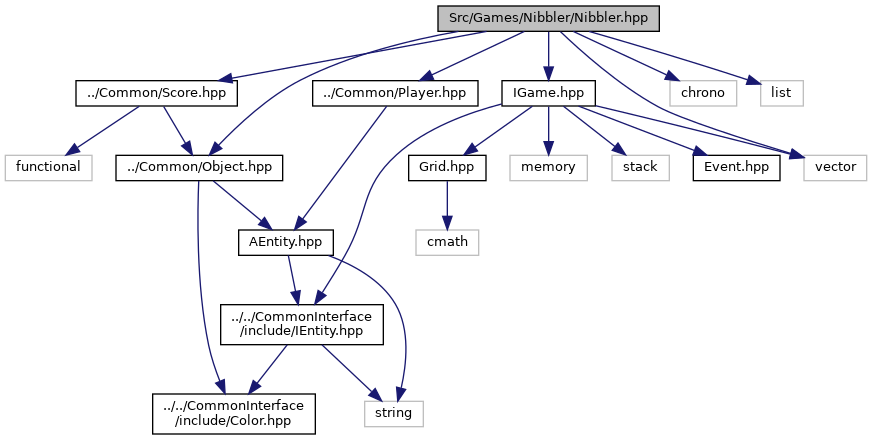 Src/Games/Nibbler/Nibbler.hpp
../Common/Score.hpp
../Common/Player.hpp
IGame.hpp
chrono
list
functional
../Common/Object.hpp
Grid.hpp
memory
stack
Event.hpp
vector
AEntity.hpp
cmath
../../CommonInterface
/include/IEntity.hpp
../../CommonInterface
/include/Color.hpp
string